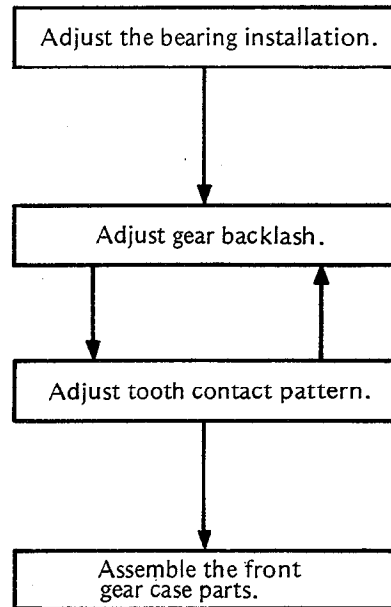 Adjust the bearing installation.
Adjust gear backlash.
Adjust tooth contact pattern.
Assemble the front
gear case parts.